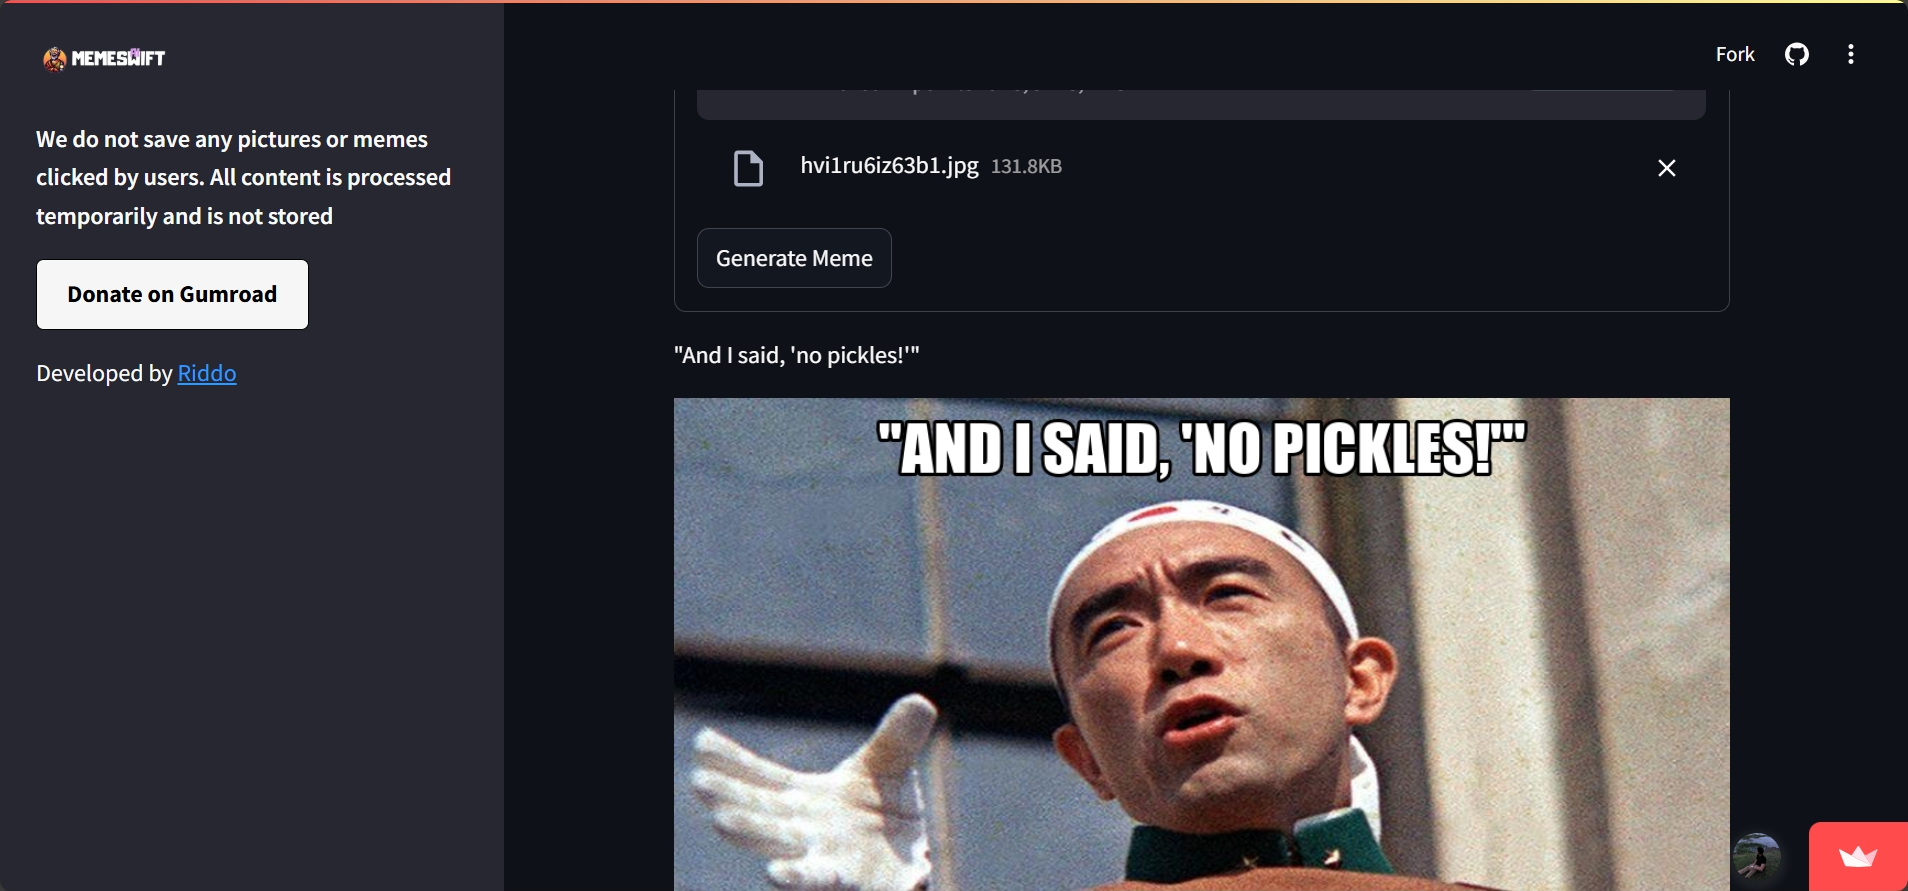 MEMESWIFT
Fork
We do not save any pictures or memes
clicked by users. All content is processed
temporarily and is not stored
Donate on Gumroad
Developed by Riddo
hvi1ru6iz63b1.jpg 131.8KB
Generate Meme
"And I said, 'no pickles!'"
"AND I SAID, 'NO PICKLES!'"